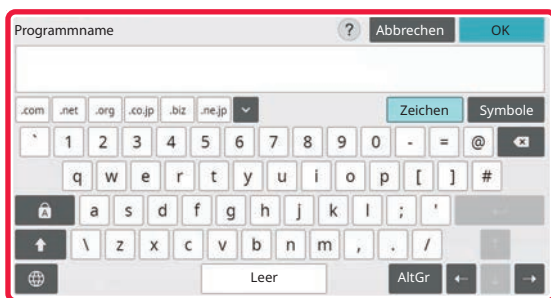 Programmname ? Abbrechen OK
.com .net .org .co.jp .biz .ne.jp Zeichen Symbole
` 1 2 3 4 5 6 7 8 9 0 - = @
q w e r t y u i o p [ ] #
A a s d f g h j k l ; '
\ z x c v b n m , . /
Leer AltGr ← ↓ →